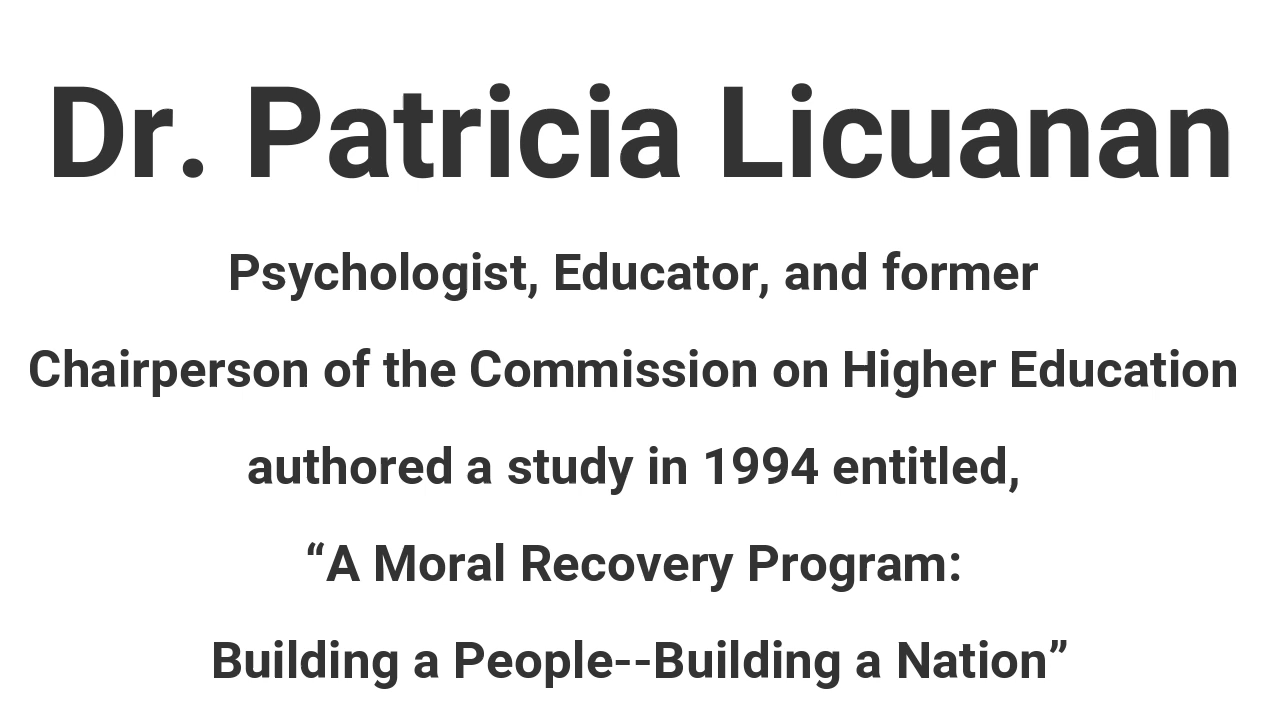 Dr. Patricia Licuanan
Psychologist, Educator, and former
Chairperson of the Commission on Higher Education
authored a study in 1994 entitled,
“A Moral Recovery Program:
Building a People--Building a Nation”